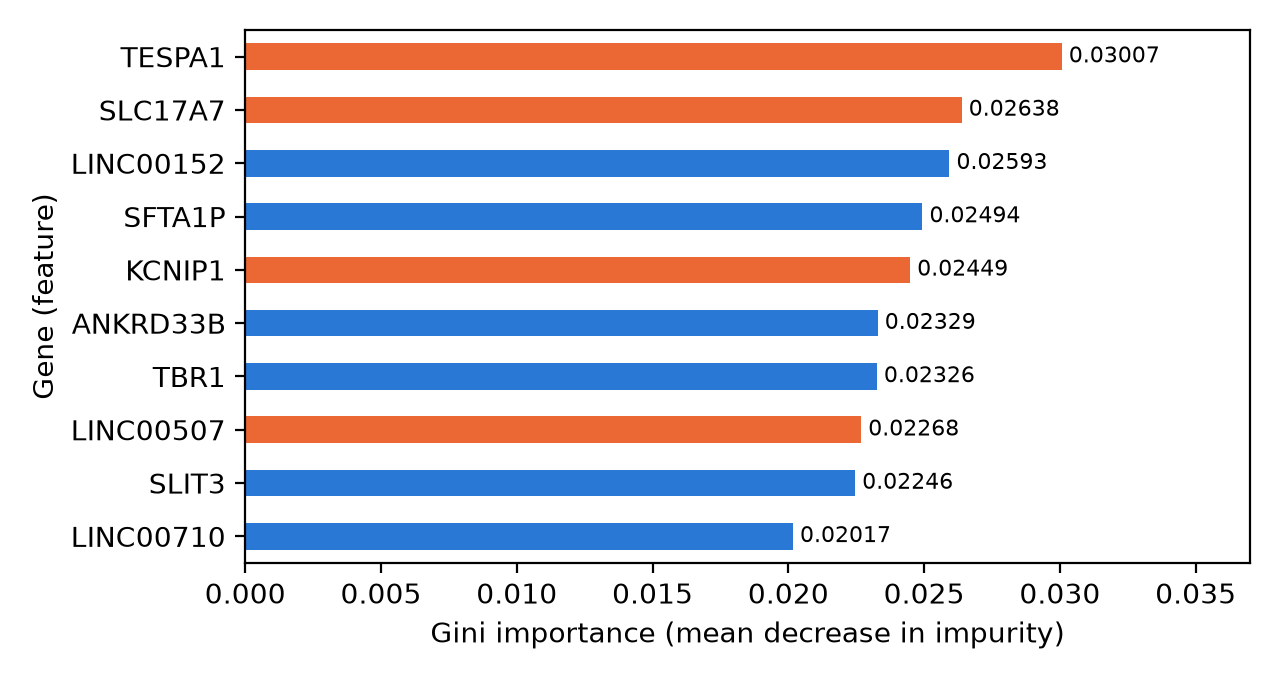 TESPA1 0.03007
SLC17A7 0.02638
LINC00152 0.02593
SFTA1P 0.02494
KCNIP1 0.02449
ANKRD33B 0.02329
TBR1 0.02326
LINC00507 0.02268
SLIT3 0.02246
LINC00710 0.02017
Gene (feature)
0.000 0.005 0.010 0.015 0.020 0.025 0.030 0.035
Gini importance (mean decrease in impurity)